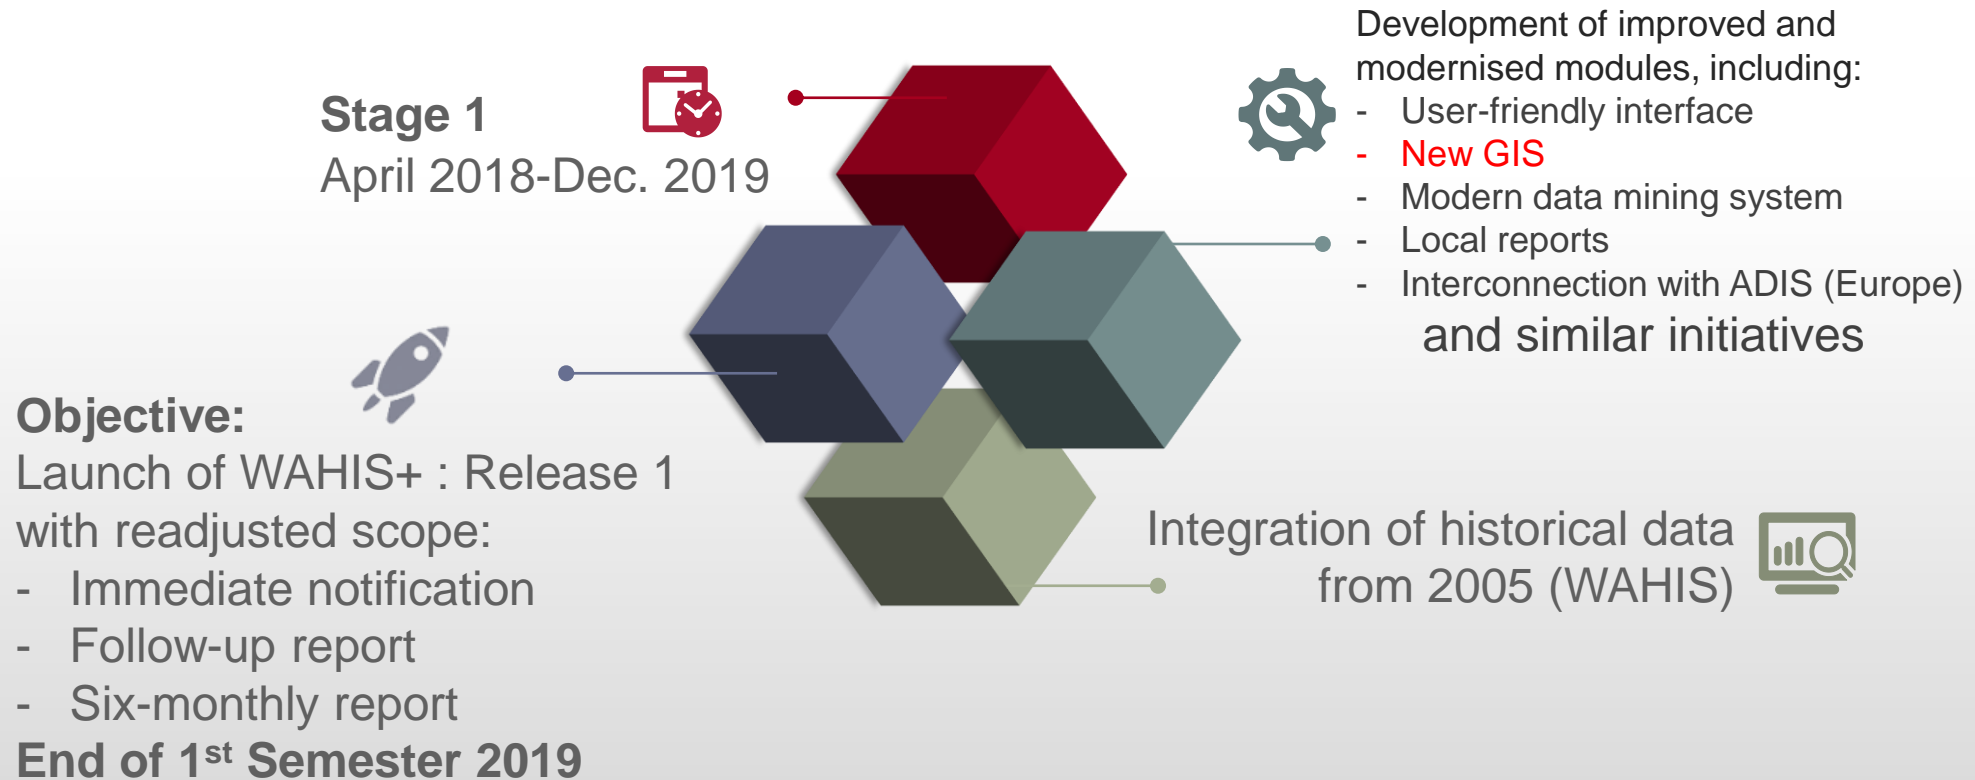 Stage 1
April 2018-Dec. 2019
Development of improved and
modernised modules, including:
- User-friendly interface
- New GIS
- Modern data mining system
- Local reports
- Interconnection with ADIS (Europe)
and similar initiatives
Objective:
Launch of WAHIS+ : Release 1
with readjusted scope:
- Immediate notification
- Follow-up report
- Six-monthly report
End of 1st Semester 2019
Integration of historical data
from 2005 (WAHIS)